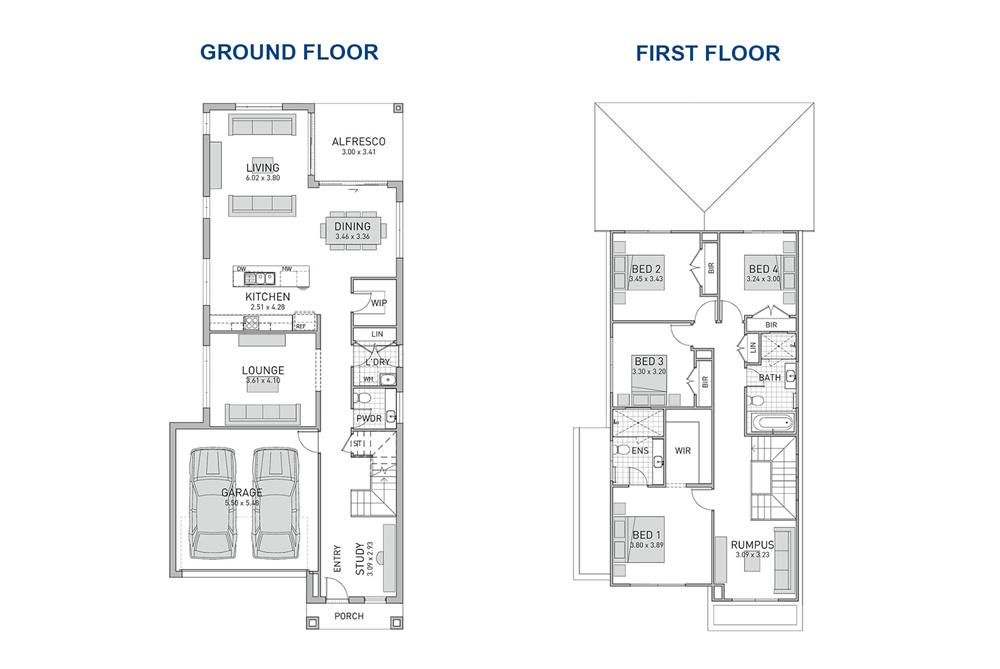 GROUND FLOOR
ALFRESCO
3.00 x 3.41
LIVING
6.02 x 3.80
DINING
3.46 x 3.36
DW
MW
KITCHEN
2.51 x 4.28
WIP
REF
LIN
LOUNGE
3.61 x 4.10
L'DRY
WM
PWDR
ST
GARAGE
5.50 x 5.48
ENTRY
STUDY
3.09 x 2.93
PORCH
FIRST FLOOR
BED 2
3.45 x 3.43
BIR
BED 4
3.24 x 3.00
BIR
LIN
BED 3
3.30 x 3.20
BIR
BATH
ENS
WIR
BED 1
3.80 x 3.89
RUMPUS
3.09 x 3.23